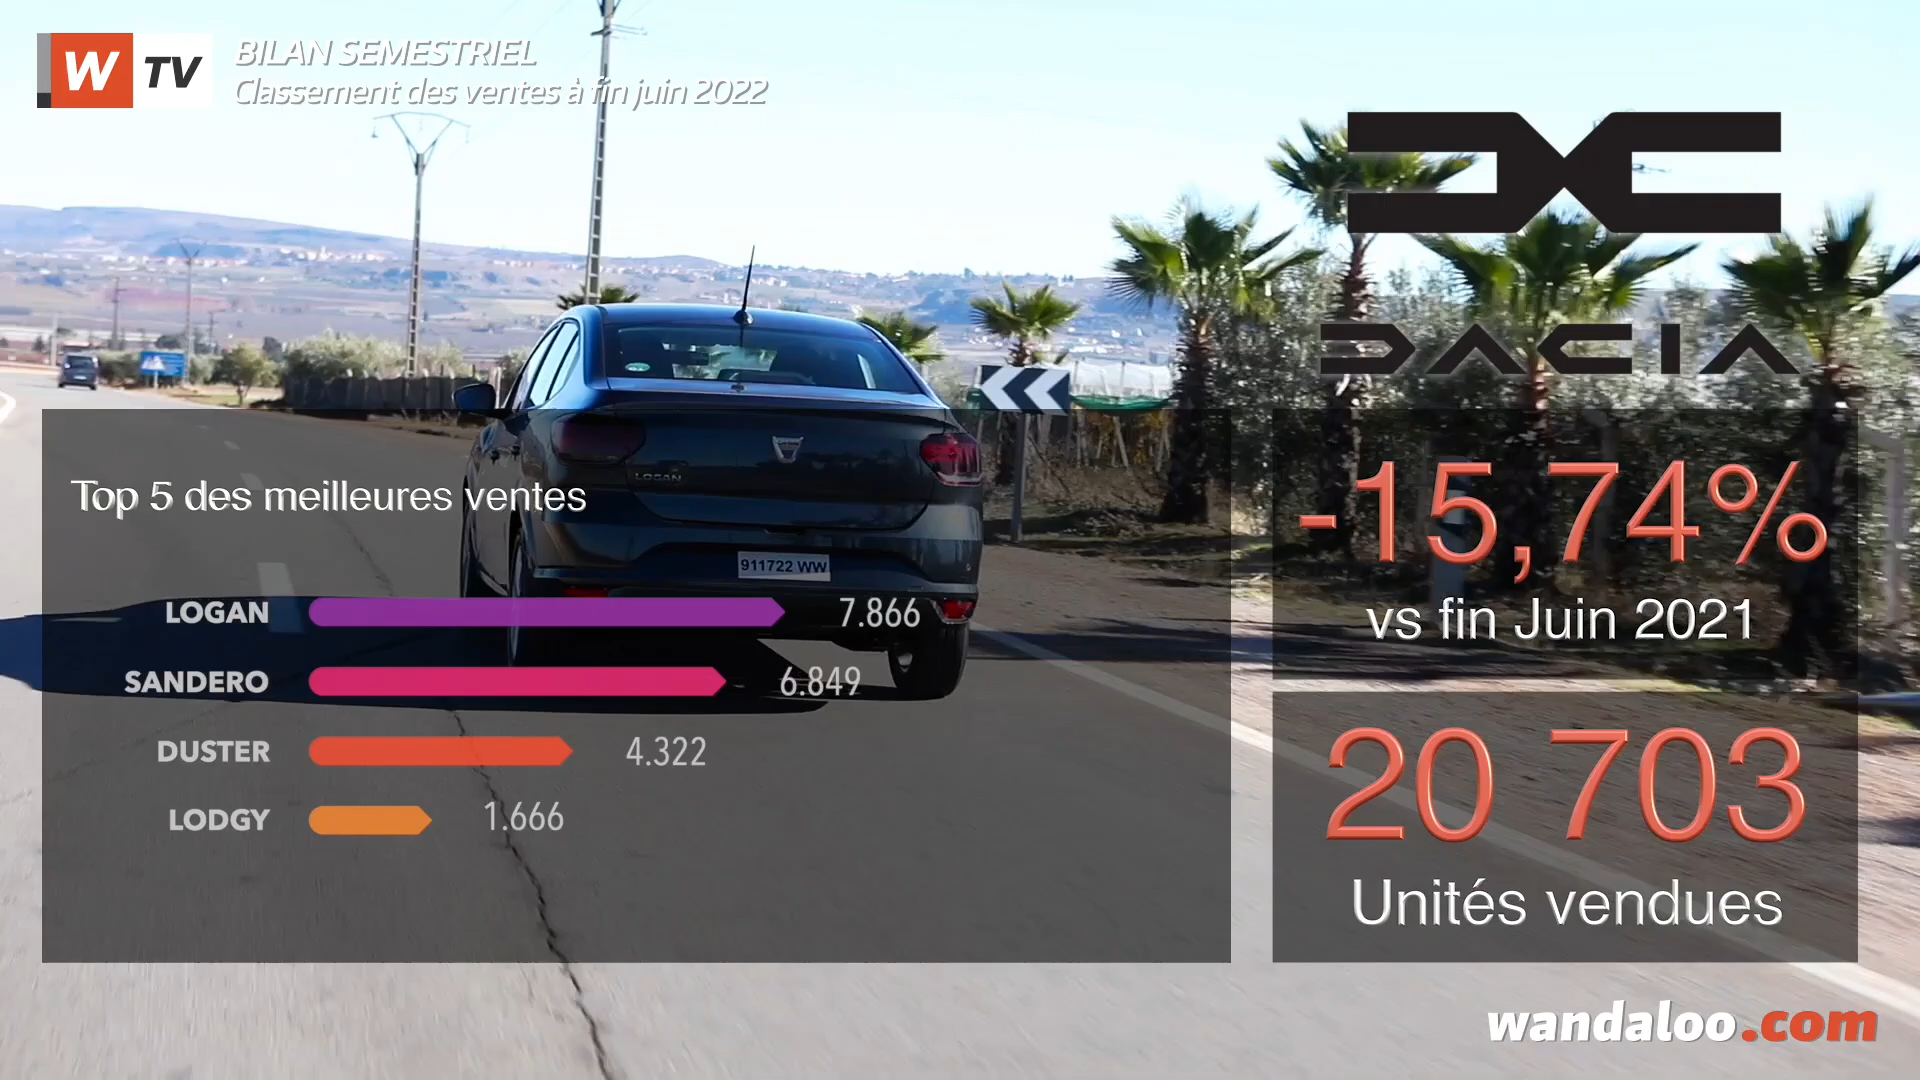 W TV
BILAN SEMESTRIEL
Classement des ventes à fin juin 2022
DACIA
LOGAN
911722 WW
Top 5 des meilleures ventes
LOGAN 7.866
SANDERO 6.849
DUSTER 4.322
LODGY 1.666
-15,74%
vs fin Juin 2021
20 703
Unités vendues
wandaloo.com